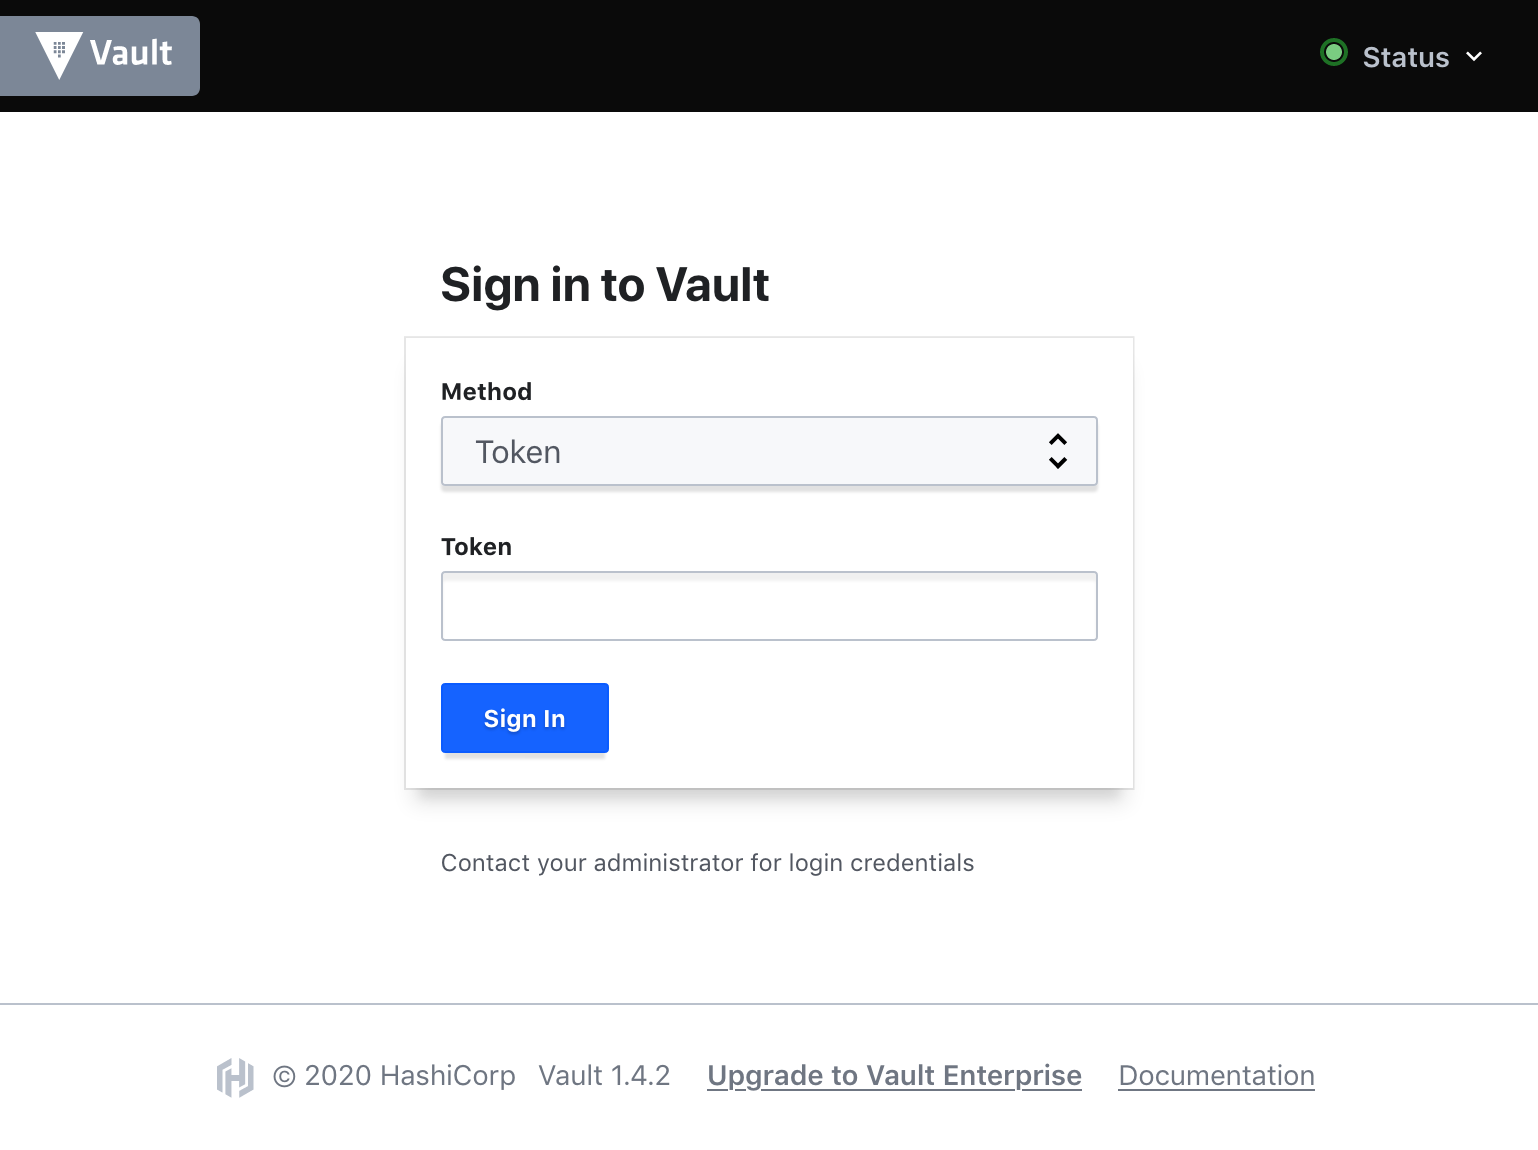 Vault
Status
Sign in to Vault
Method
Token
Token
Sign In
Contact your administrator for login credentials
© 2020 HashiCorp Vault 1.4.2 Upgrade to Vault Enterprise Documentation